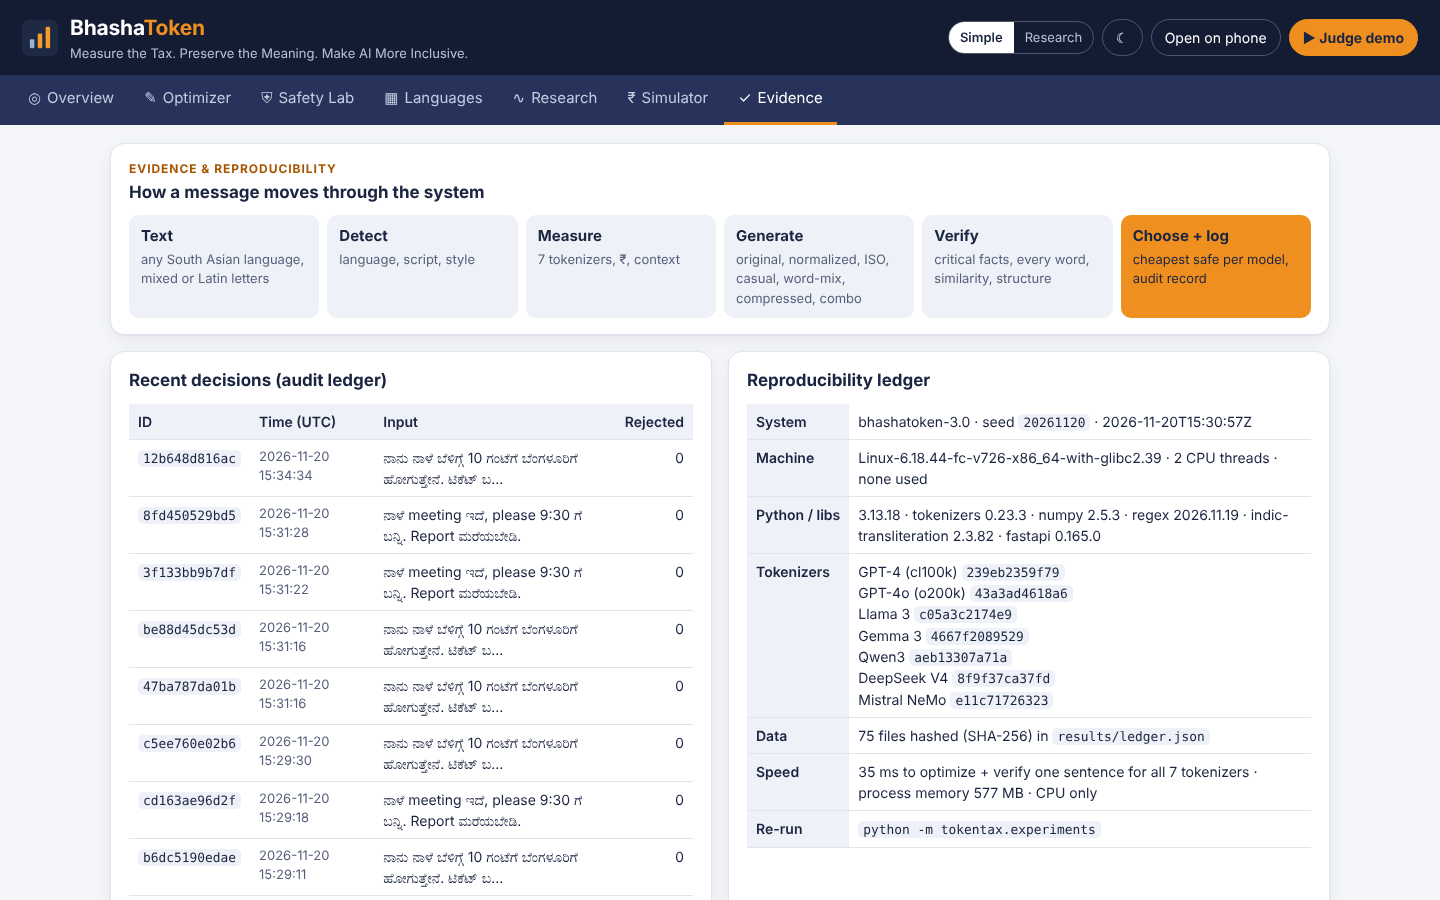 BhashaToken
Measure the Tax. Preserve the Meaning. Make AI More Inclusive.
Simple
Research
☾
Open on phone
▶ Judge demo
◎ Overview
✎ Optimizer
⛨ Safety Lab
▦ Languages
∿ Research
₹ Simulator
✓ Evidence
EVIDENCE & REPRODUCIBILITY
How a message moves through the system
Text
any South Asian language,
mixed or Latin letters
Detect
language, script, style
Measure
7 tokenizers, ₹, context
Generate
original, normalized, ISO,
casual, word-mix,
compressed, combo
Verify
critical facts, every word,
similarity, structure
Choose + log
cheapest safe per model,
audit record
Recent decisions (audit ledger)
ID Time (UTC) Input Rejected
12b648d816ac 2026-11-20 15:34:34 ನಾನು ನಾಳೆ ಬೆಳಿಗ್ಗೆ 10 ಗಂಟೆಗೆ ಬೆಂಗಳೂರಿಗೆ 0
ಹೋಗುತ್ತೇನೆ. ಟಿಕೆಟ್ ಬ...
8fd450529bd5 2026-11-20 15:31:28 ನಾಳೆ meeting ಇದೆ, please 9:30 ಗೆ 0
ಬನ್ನಿ. Report ಮರೆಯಬೇಡಿ.
3f133bb9b7df 2026-11-20 15:31:22 ನಾಳೆ meeting ಇದೆ, please 9:30 ಗೆ 0
ಬನ್ನಿ. Report ಮರೆಯಬೇಡಿ.
be88d45dc53d 2026-11-20 15:31:16 ನಾನು ನಾಳೆ ಬೆಳಿಗ್ಗೆ 10 ಗಂಟೆಗೆ ಬೆಂಗಳೂರಿಗೆ 0
ಹೋಗುತ್ತೇನೆ. ಟಿಕೆಟ್ ಬ...
47ba787da01b 2026-11-20 15:31:16 ನಾನು ನಾಳೆ ಬೆಳಿಗ್ಗೆ 10 ಗಂಟೆಗೆ ಬೆಂಗಳೂರಿಗೆ 0
ಹೋಗುತ್ತೇನೆ. ಟಿಕೆಟ್ ಬ...
c5ee760e02b6 2026-11-20 15:29:30 ನಾನು ನಾಳೆ ಬೆಳಿಗ್ಗೆ 10 ಗಂಟೆಗೆ ಬೆಂಗಳೂರಿಗೆ 0
ಹೋಗುತ್ತೇನೆ. ಟಿಕೆಟ್ ಬ...
cd163ae96d2f 2026-11-20 15:29:18 ನಾಳೆ meeting ಇದೆ, please 9:30 ಗೆ 0
ಬನ್ನಿ. Report ಮರೆಯಬೇಡಿ.
b6dc5190edae 2026-11-20 15:29:11 ನಾನು ನಾಳೆ ಬೆಳಿಗ್ಗೆ 10 ಗಂಟೆಗೆ ಬೆಂಗಳೂರಿಗೆ 0
ಹೋಗುತ್ತೇನೆ. ಟಿಕೆಟ್ ಬ...
Reproducibility ledger
System bhashatoken-3.0 · seed 20261120 · 2026-11-20T15:30:57Z
Machine Linux-6.18.44-fc-v726-x86_64-with-glibc2.39 · 2 CPU threads ·
none used
Python / libs 3.13.18 · tokenizers 0.23.3 · numpy 2.5.3 · regex 2026.11.19 · indic-
transliteration 2.3.82 · fastapi 0.165.0
Tokenizers GPT-4 (cl100k) 239eb2359f79
GPT-4o (o200k) 43a3ad4618a6
Llama 3 c05a3c2174e9
Gemma 3 4667f2089529
Qwen3 aeb13307a71a
DeepSeek V4 8f9f37ca37fd
Mistral NeMo e11c71726323
Data 75 files hashed (SHA-256) in results/ledger.json
Speed 35 ms to optimize + verify one sentence for all 7 tokenizers ·
process memory 577 MB · CPU only
Re-run python -m tokentax.experiments